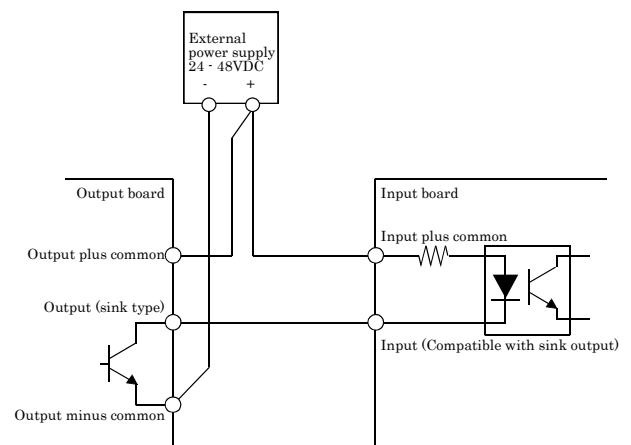 External
power supply
24 - 48VDC
- +
Output board
Input board
Input plus common
Output plus common
Output (sink type)
Input (Compatible with sink output)
Output minus common